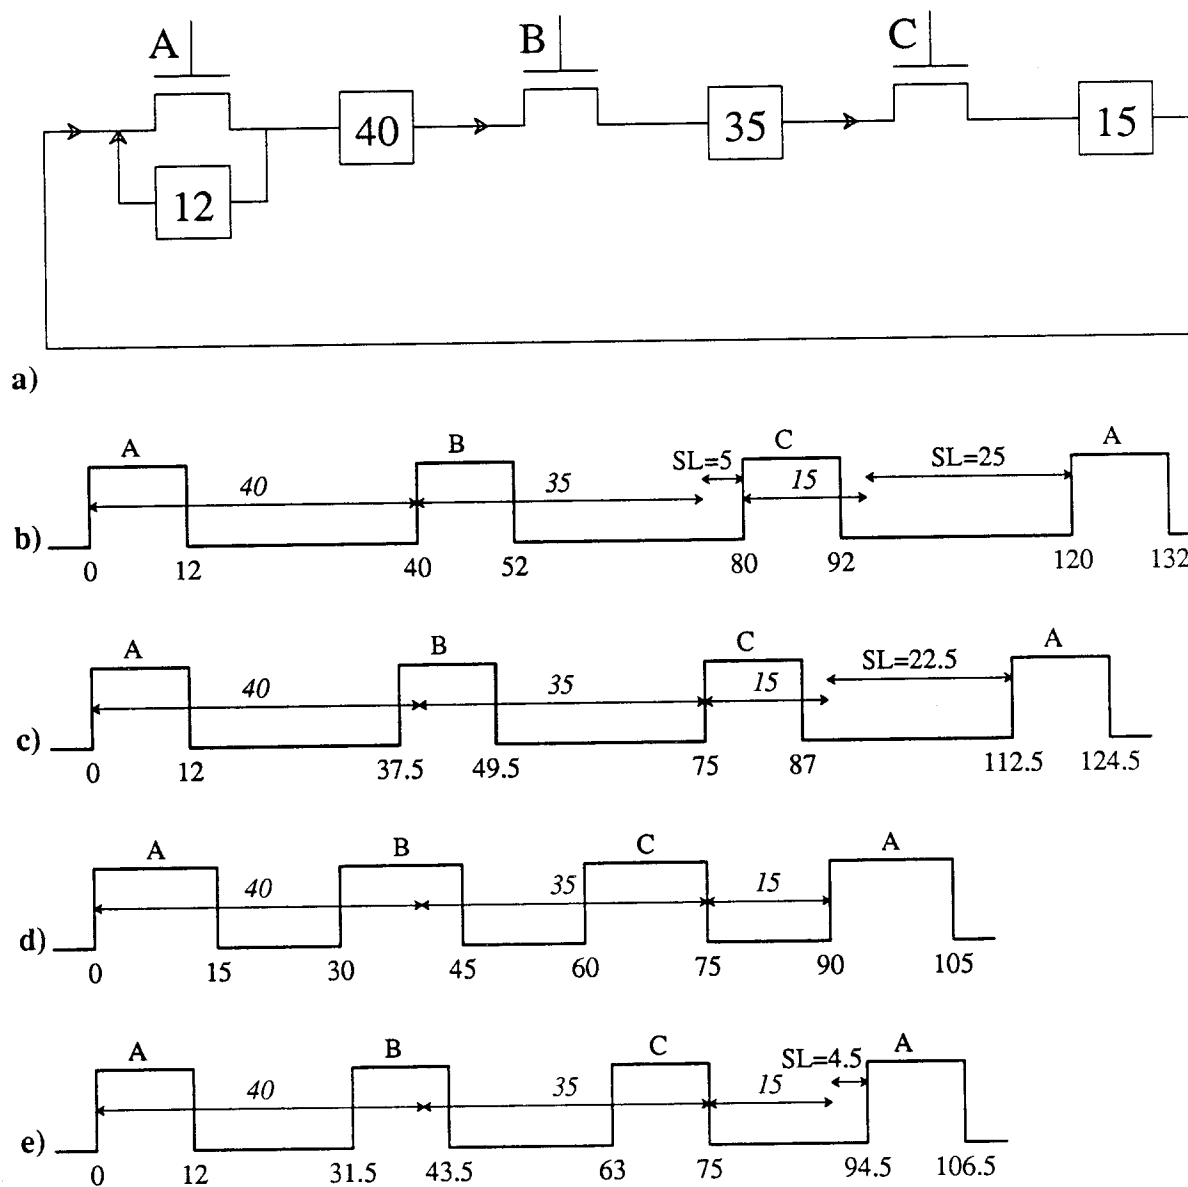 A B C
40 35 15
12
a)
A B C A
SL=5 SL=25
40 35 15
b)
0 12 40 52 80 92 120 132
A B C A
SL=22.5
40 35 15
c)
0 12 37.5 49.5 75 87 112.5 124.5
A B C A
40 35 15
d)
0 15 30 45 60 75 90 105
A B C A
SL=4.5
40 35 15
e)
0 12 31.5 43.5 63 75 94.5 106.5